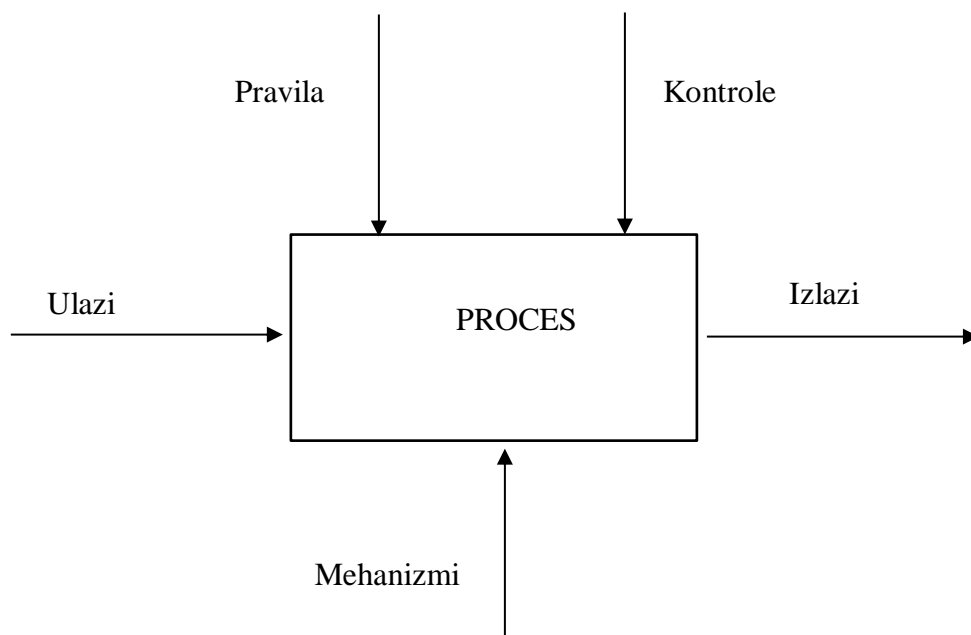 Pravila
Kontrole
Ulazi
Izlazi
PROCES
Mehanizmi